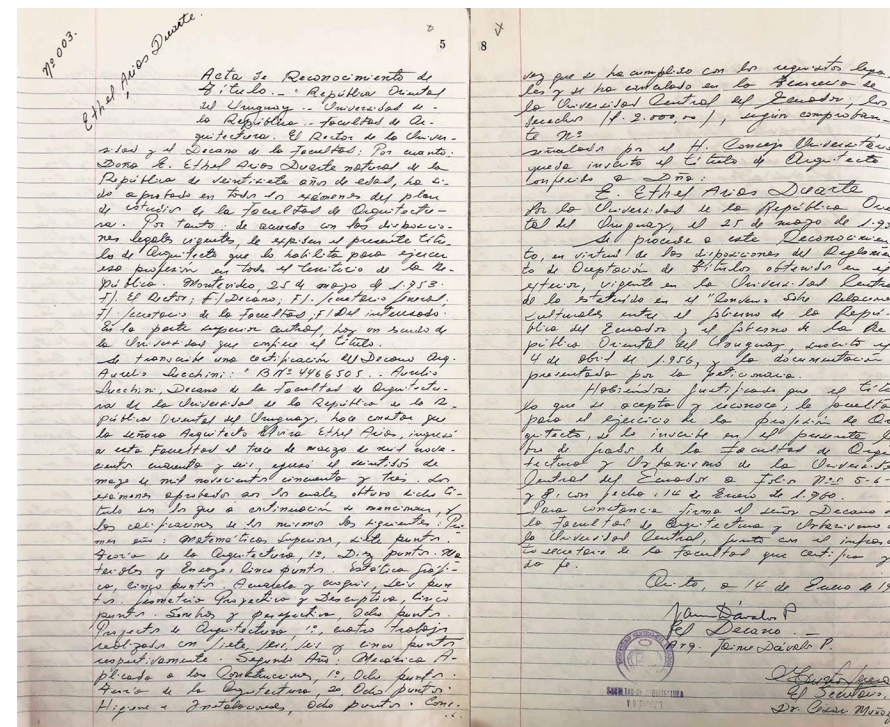 Nº 003.
Ethel Arias Duarte.
5
Acta de Reconocimiento de
Título.- "República Oriental
del Uruguay.- Universidad de
la República.- Facultad de Ar-
quitectura. El Rector de la Univer-
sidad y el Decano de la Facultad: Por cuanto:
Doña E. Ethel Arias Duarte natural de la
República de veintisiete años de edad, ha si-
do aprobado en todos los exámenes del plan
de estudios de la Facultad de Arquitectu-
ra. Por tanto: de acuerdo con las disposicio-
nes legales vigentes, le expiden el presente títu-
lo de Arquitecto que lo habilita para ejercer
esa profesión en todo el territorio de la Re-
pública. Montevideo, 25 de mayo de 1.953.
f/. El Rector; f/ Decano; f/. Secretario General;
f/. Secretario de la Facultad; f/ Del interesado.
En la parte superior central, hay un escudo de
la Universidad que confiere el título.
Se transcribe una certificación del Decano Arq.
Aurelio Lucchini: "B Nº 4466505.. Aurelio
Lucchini, Decano de la Facultad de Arquitectu-
ra de la Universidad de la República de la R-
pública Oriental del Uruguay, hace constar que
la señora Arquitecto Elvira Ethel Arias, ingresó
a esta facultad el trece de marzo de mil nove-
cientos cuarenta y seis, egresó el veintidós de
mayo de mil novecientos cincuenta y tres. Los
exámenes aprobados con los cuales obtuvo dicho tí-
tulo son los que a continuación se mencionan, y
las calificaciones de los mismos las siguientes: Pri
mer año: Matemáticas Superior, siete puntos.
Teoría de la Arquitectura, 1º, Diez puntos. Ma
teriales y Ensayo, Cinco puntos. Estática Gráfi-
ca, cinco puntos. Acuarela y croquis, seis pun
tos. Geometría Proyectiva y Descriptiva, Cinco
puntos. Sombras y perspectiva, Ocho puntos.
Proyecto de Arquitectura, 1º, cuatro trabajos
realizados con siete, seis, seis y cinco puntos
respectivamente. Segundo Año: Mecánica A-
plicada a las Construcciones, 1º, Ocho puntos.
Teoría de la Arquitectura, 2º, Ocho puntos.
Higiene e Instalaciones, Ocho puntos. Cons.
8
vez que se ha cumplido con los requisitos lega
les y se ha cancelado en la Tesorería de
la Universidad Central del Ecuador, los
derechos /s. 2.000,oo/, según comproban-
te Nº
señalados por el H. Consejo Universitario
queda inscrito el título de Arquitecto
conferido a Dña:
E. Ethel Arias Duarte
Por la Universidad de la República Orien
tal del Uruguay, el 25 de mayo de 1.95
Se procede a este Reconocimien
to, en virtud de las disposiciones del Reglamen
to de Aceptación de Títulos obtenidos en el
exterior, vigente en la Universidad Central
de lo establecido en el "Convenio Sobre Relaciones
culturales entre el Gobierno de la Repú-
blica del Ecuador y el Gobierno de la Re
pública Oriental del Uruguay, suscrito el
4 de abril de 1.956, y la documentación
presentada por la peticionaria.
Habiéndose justificado que el títu
lo que se acepta y reconoce, le faculta
para el ejercicio de la profesión de Ar
quitecto, se lo inscribe en el presente li
bro de grado de la Facultad de Arqui
tectura y Urbanismo de la Universidad
Central del Ecuador a folio Nºs 5-6-
y 8, con fecha 14 de Enero de 1.960.
Para constancia firma el señor Decano de
la Facultad de Arquitectura y Urbanismo
la Universidad Central, junto con el infras
to secretario de la Facultad que certifica y
da fe.
Quito, a 14 de Enero de 19
Jaime Dávalos P
El Decano.-
Arq. Jaime Dávalos P.
El Secretario,
Dr. César Muñoz
FACULTAD DE ARQUITECTURA